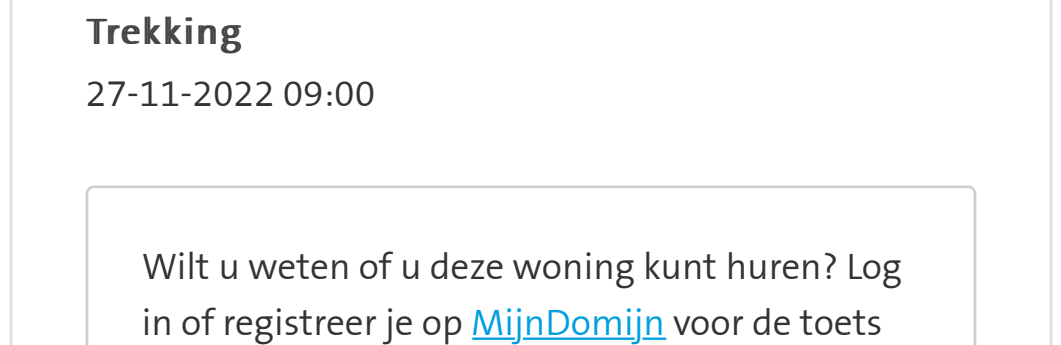 Trekking
27-11-2022 09:00
Wilt u weten of u deze woning kunt huren? Log
in of registreer je op MijnDomijn voor de toets